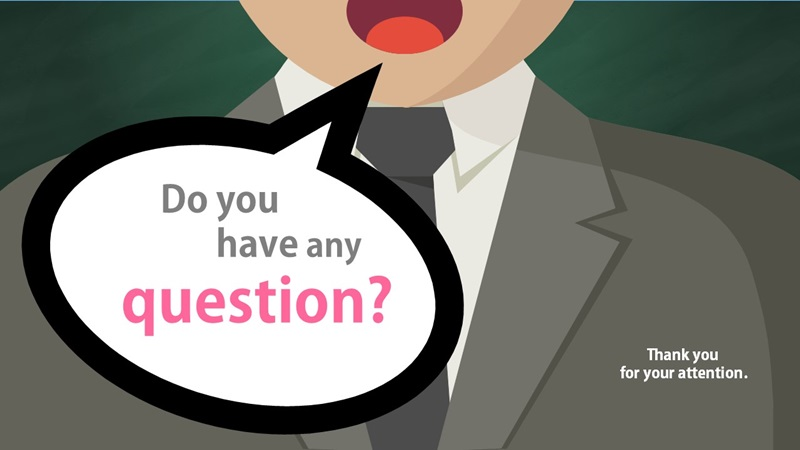 Do you
have any
question?
Thank you
for your attention.